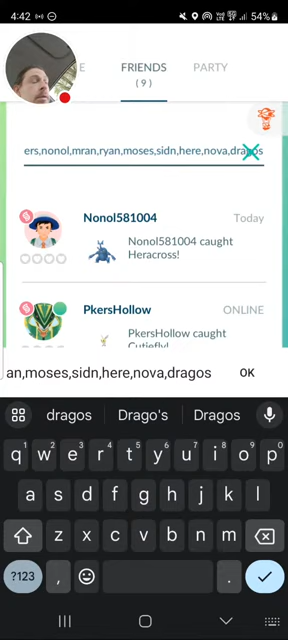 4:42
54%
E FRIENDS PARTY
(9)
ers,nonol,mran,ryan,moses,sidn,here,nova,dragos
Nonol581004 Today
Nonol581004 caught
Heracross!
PkersHollow ONLINE
PkersHollow caught
Cutiefly!
an,moses,sidn,here,nova,dragos OK
dragos Drago's Dragos
q w e r t y u i o p
a s d f g h j k l
z x c v b n m
?123 , .